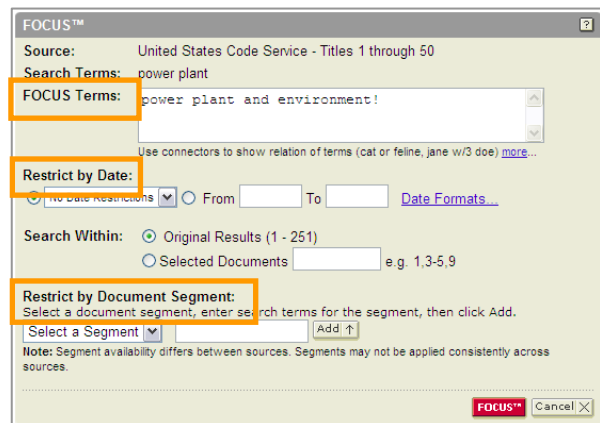 FOCUS™ ?
Source: United States Code Service - Titles 1 through 50
Search Terms: power plant
FOCUS Terms: power plant and environment!
Use connectors to show relation of terms (cat or feline, jane w/3 doe) more...
Restrict by Date:
No Date Restrictions From To Date Formats...
Search Within: Original Results (1 - 251)
Selected Documents e.g. 1,3-5,9
Restrict by Document Segment:
Select a document segment, enter search terms for the segment, then click Add.
Select a Segment Add ↑
Note: Segment availability differs between sources. Segments may not be applied consistently across
sources.
FOCUS™ Cancel X